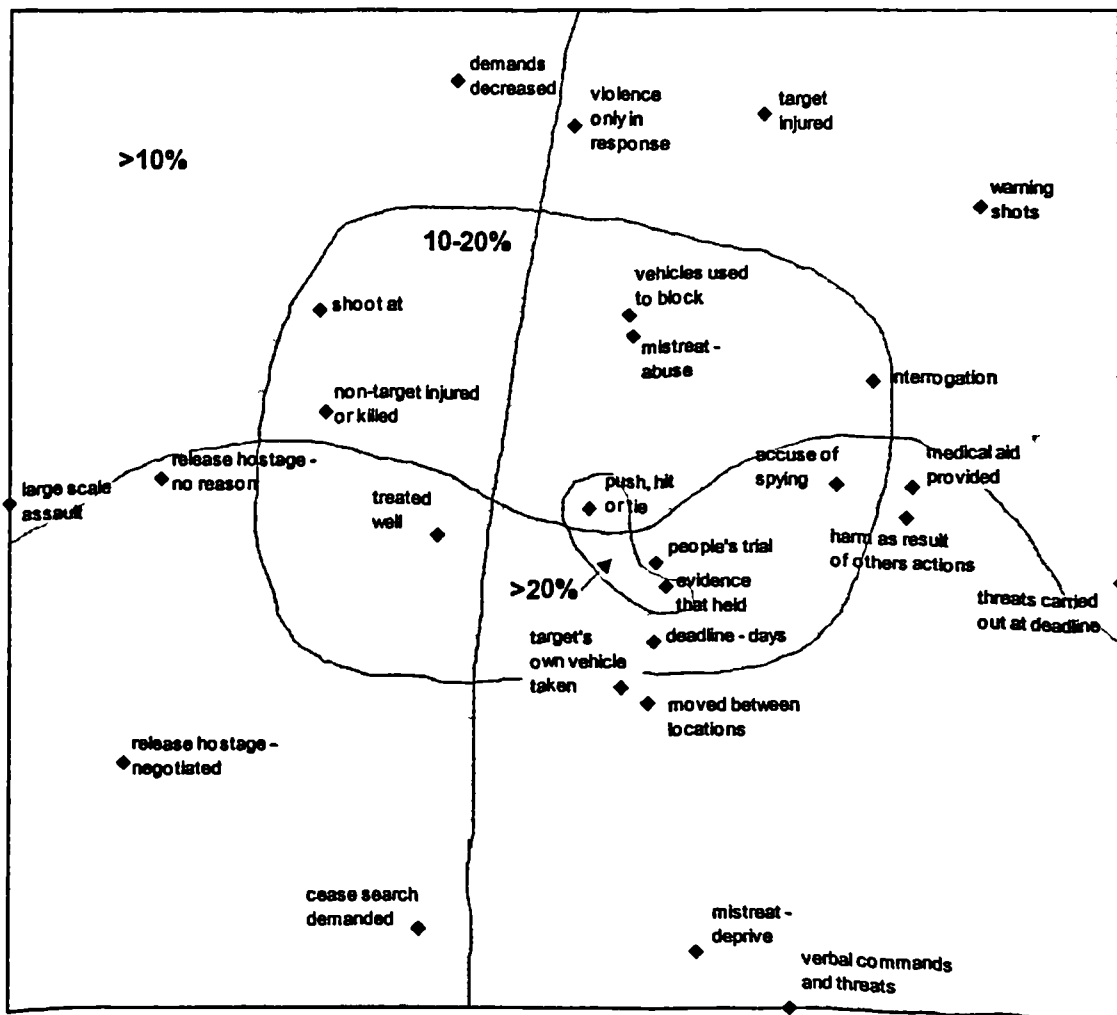 demands
decreased
violence
only in
response
target
injured
>10%
warning
shots
10-20%
vehicles used
to block
shoot at
mistreat -
abuse
interrogation
non-target injured
or killed
release hostage -
no reason
large scale
assault
treated
well
push, hit
or tie
accuse of
spying
medical aid
provided
harm as result
of others actions
people's trial
>20%
evidence
that held
threats carried
out at deadline
deadline - days
target's
own vehicle
taken
moved between
locations
release hostage -
negotiated
cease search
demanded
mistreat -
deprive
verbal commands
and threats